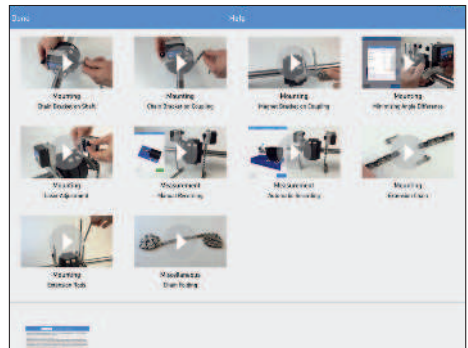 Done
Help
Mounting
Chain Bracket on Shaft
Mounting
Chain Bracket on Coupling
Mounting
Magnet Bracket on Coupling
Mounting
Minimizing Angle Difference
Mounting
Laser Adjustment
Measurement
Manual Recording
Measurement
Automatic Recording
Mounting
Extension Chain
Mounting
Extension Rods
Miscellaneous
Chain Folding